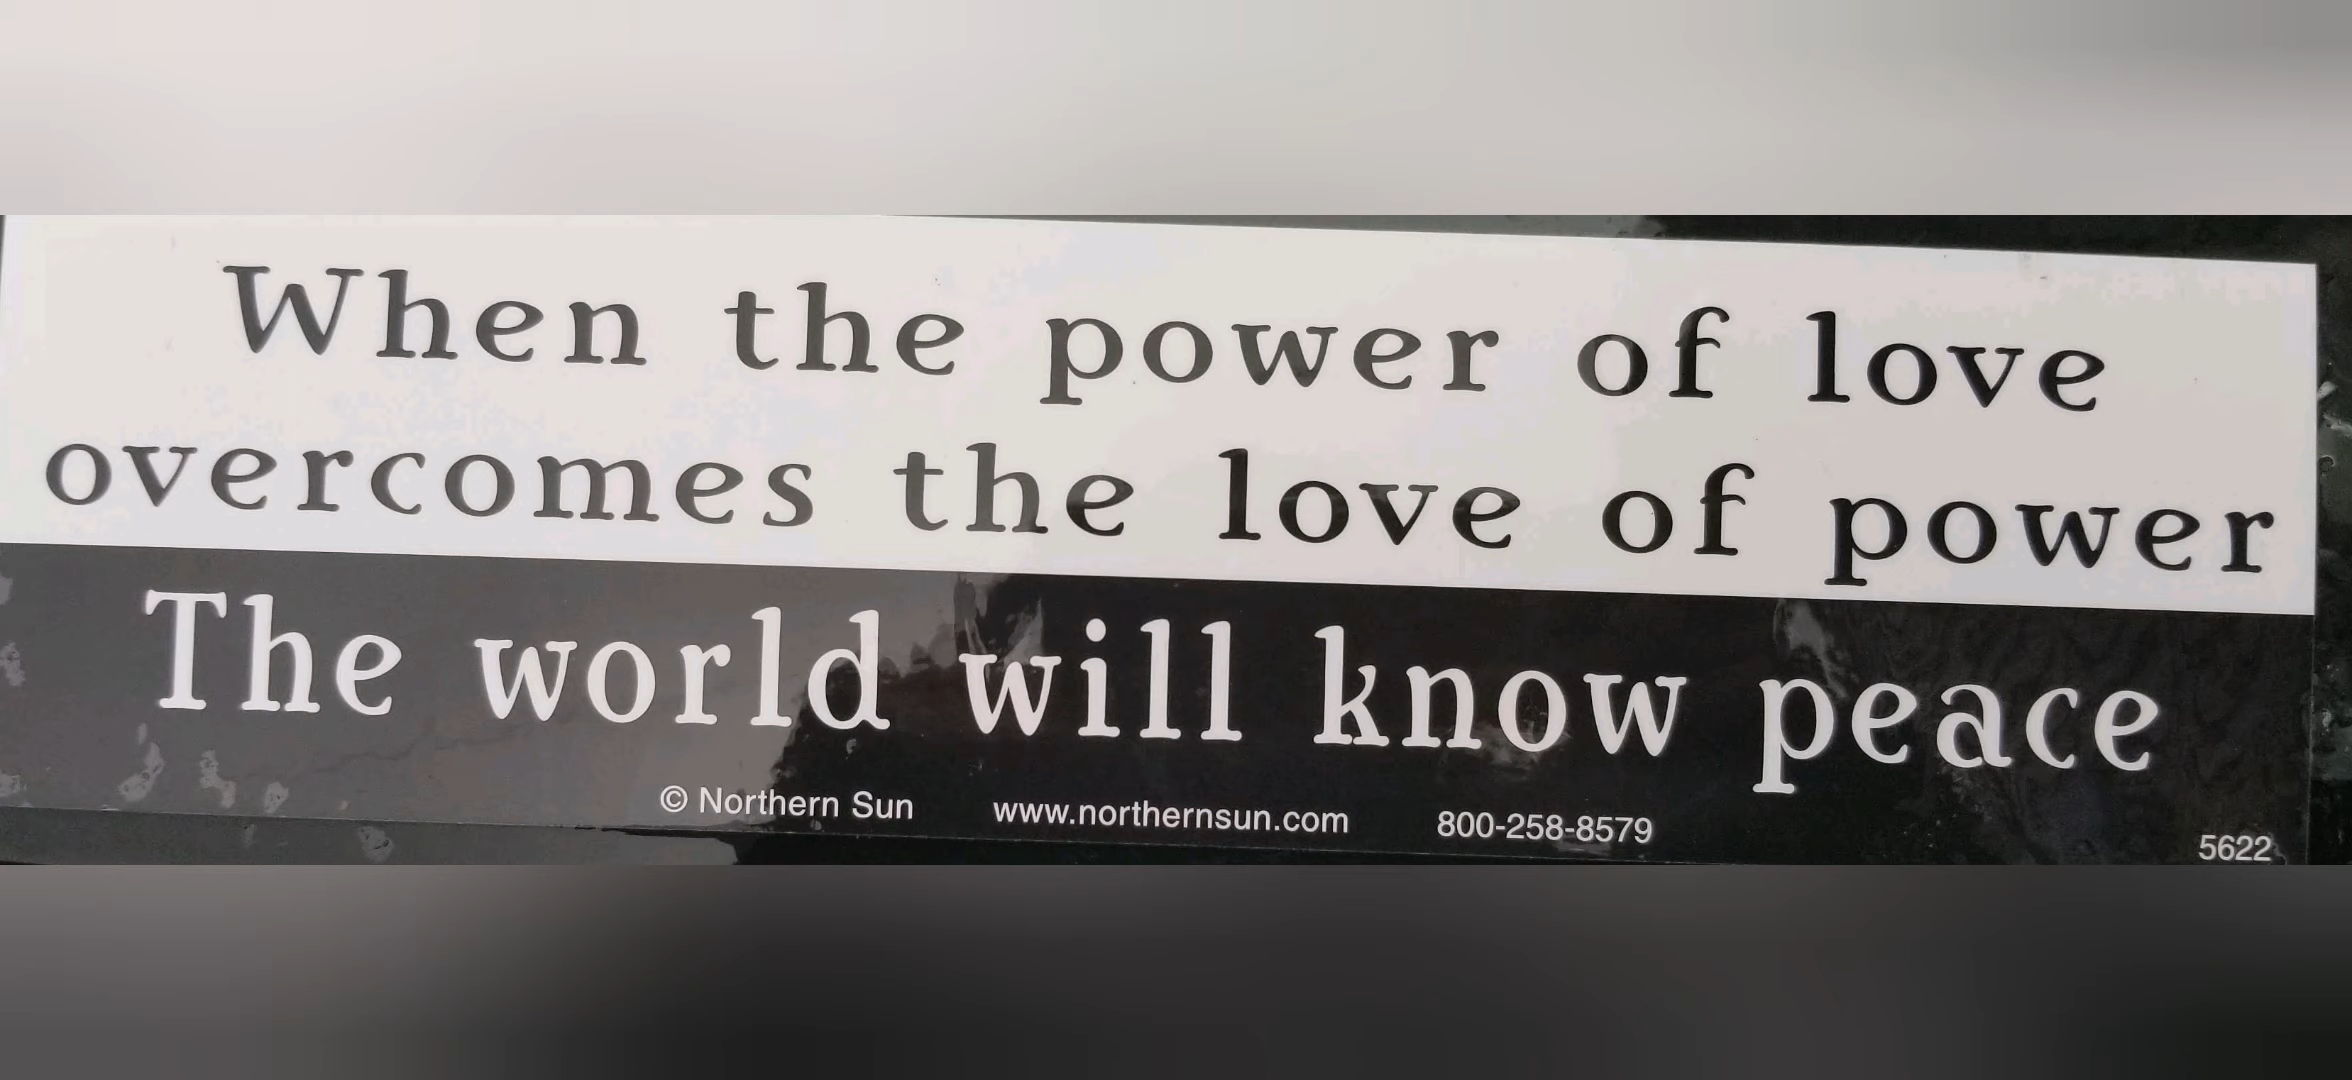 When the power of love
overcomes the love of power
The world will know peace
© Northern Sun www.northernsun.com 800-258-8579
5622